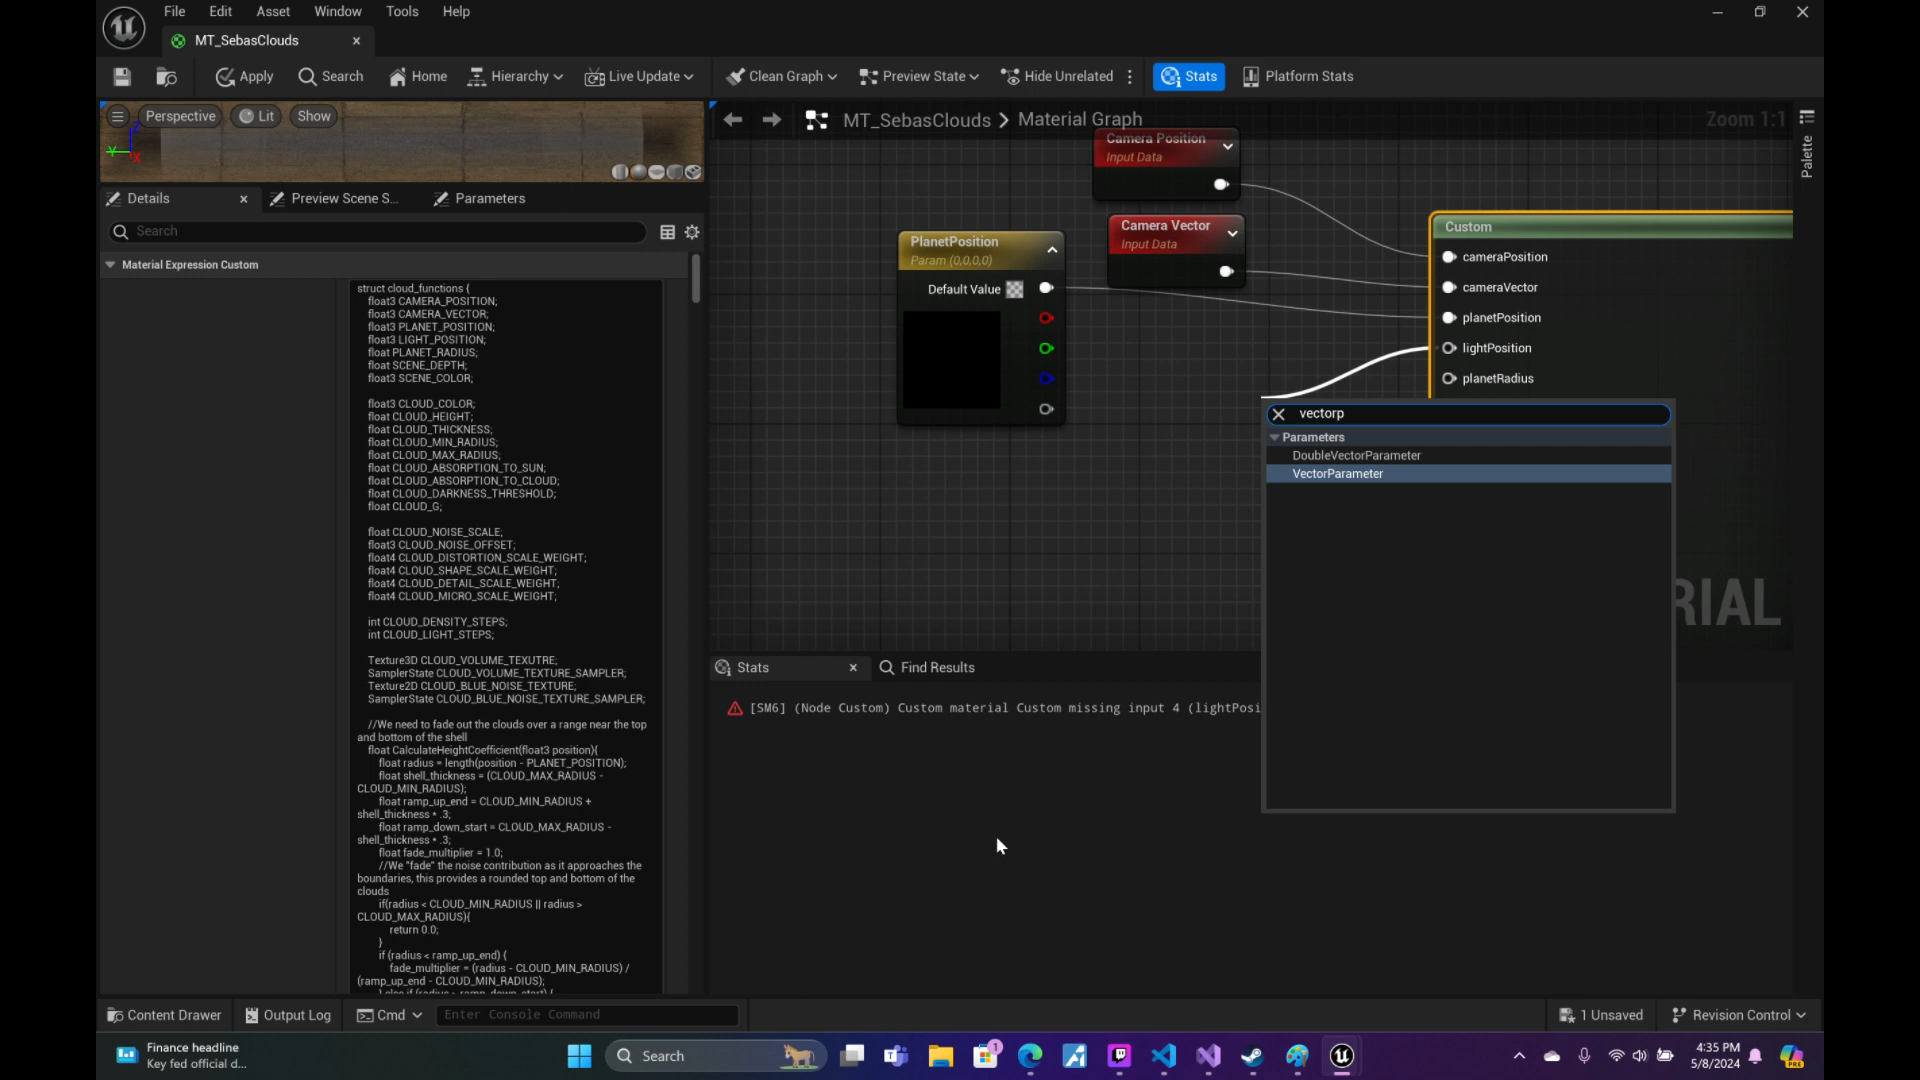 File Edit Asset Window Tools Help
MT_SebasClouds
Apply Search Home Hierarchy Live Update Clean Graph Preview State Hide Unrelated Stats Platform Stats
Perspective Lit Show
MT_SebasClouds > Material Graph
Zoom 1:1
Palette
Details Preview Scene S... Parameters
Search
Material Expression Custom
struct cloud_functions {
float3 CAMERA_POSITION;
float3 CAMERA_VECTOR;
float3 PLANET_POSITION;
float3 LIGHT_POSITION;
float PLANET_RADIUS;
float SCENE_DEPTH;
float3 SCENE_COLOR;
float3 CLOUD_COLOR;
float CLOUD_HEIGHT;
float CLOUD_THICKNESS;
float CLOUD_MIN_RADIUS;
float CLOUD_MAX_RADIUS;
float CLOUD_ABSORPTION_TO_SUN;
float CLOUD_ABSORPTION_TO_CLOUD;
float CLOUD_DARKNESS_THRESHOLD;
float CLOUD_G;
float CLOUD_NOISE_SCALE;
float3 CLOUD_NOISE_OFFSET;
float4 CLOUD_DISTORTION_SCALE_WEIGHT;
float4 CLOUD_SHAPE_SCALE_WEIGHT;
float4 CLOUD_DETAIL_SCALE_WEIGHT;
float4 CLOUD_MICRO_SCALE_WEIGHT;
int CLOUD_DENSITY_STEPS;
int CLOUD_LIGHT_STEPS;
Texture3D CLOUD_VOLUME_TEXUTRE;
SamplerState CLOUD_VOLUME_TEXTURE_SAMPLER;
Texture2D CLOUD_BLUE_NOISE_TEXTURE;
SamplerState CLOUD_BLUE_NOISE_TEXTURE_SAMPLER;
//We need to fade out the clouds over a range near the top
and bottom of the shell
float CalculateHeightCoefficient(float3 position){
float radius = length(position - PLANET_POSITION);
float shell_thickness = (CLOUD_MAX_RADIUS -
CLOUD_MIN_RADIUS);
float ramp_up_end = CLOUD_MIN_RADIUS +
shell_thickness * .3;
float ramp_down_start = CLOUD_MAX_RADIUS -
shell_thickness * .3;
float fade_multiplier = 1.0;
//We "fade" the noise contribution as it approaches the
boundaries, this provides a rounded top and bottom of the
clouds
if(radius < CLOUD_MIN_RADIUS || radius >
CLOUD_MAX_RADIUS){
return 0.0;
}
if (radius < ramp_up_end) {
fade_multiplier = (radius - CLOUD_MIN_RADIUS) /
(ramp_up_end - CLOUD_MIN_RADIUS);
} else if (radius > ramp_down_start) {
Camera Position
Input Data
Camera Vector
Input Data
PlanetPosition
Param (0,0,0,0)
Default Value
Custom
cameraPosition
cameraVector
planetPosition
lightPosition
planetRadius
vectorp
Parameters
DoubleVectorParameter
VectorParameter
RIAL
Stats Find Results
[SM6] (Node Custom) Custom material Custom missing input 4 (lightPosi
Content Drawer Output Log Cmd Enter Console Command 1 Unsaved Revision Control
Finance headline
Key fed official d...
Search
1
4:35 PM
5/8/2024
PRE